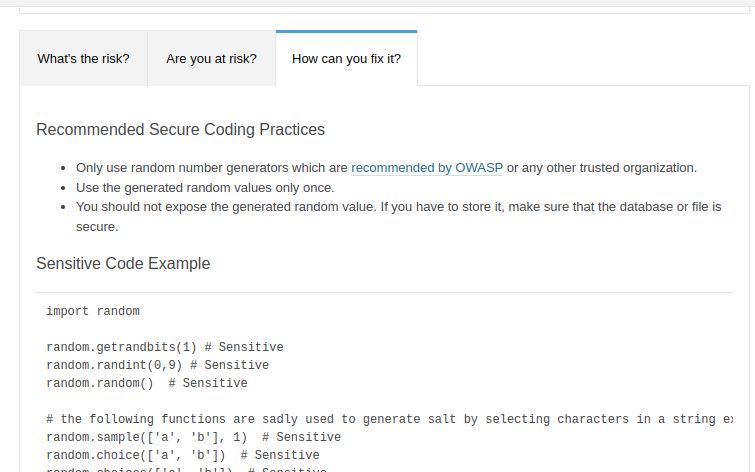 What's the risk? Are you at risk? How can you fix it?
Recommended Secure Coding Practices
Only use random number generators which are recommended by OWASP or any other trusted organization.
Use the generated random values only once.
You should not expose the generated random value. If you have to store it, make sure that the database or file is
secure.
Sensitive Code Example
import random
random.getrandbits(1) # Sensitive
random.randint(0,9) # Sensitive
random.random()  # Sensitive
# the following functions are sadly used to generate salt by selecting characters in a string
random.sample(['a', 'b'], 1)  # Sensitive
random.choice(['a', 'b'])  # Sensitive
random.choices(['a', 'b'])  # Sensitive